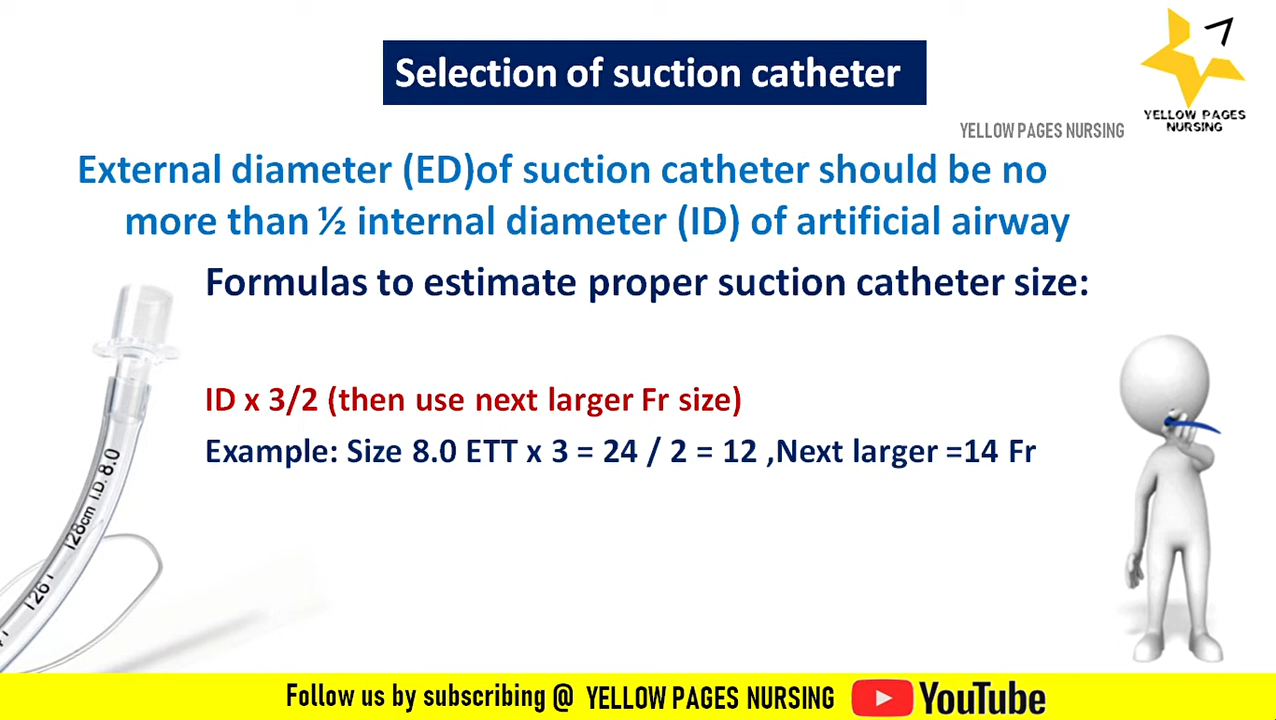 Selection of suction catheter
YELLOW PAGES
NURSING
YELLOW PAGES NURSING
External diameter (ED)of suction catheter should be no
more than ½ internal diameter (ID) of artificial airway
Formulas to estimate proper suction catheter size:
ID x 3/2 (then use next larger Fr size)
Example: Size 8.0 ETT x 3 = 24 / 2 = 12 ,Next larger =14 Fr
I.D. 8.0
128cm
126
Follow us by subscribing @ YELLOW PAGES NURSING YouTube